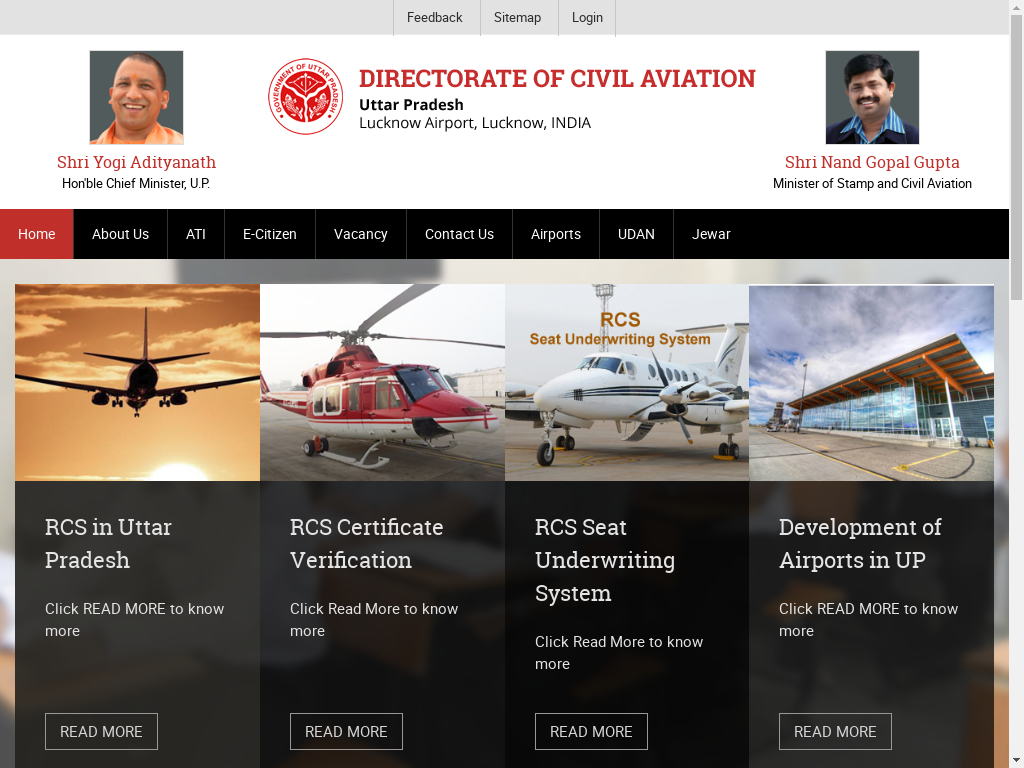 Feedback
Sitemap
Login
GOVERNMENT OF UTTAR PRADESH
DIRECTORATE OF CIVIL AVIATION
Uttar Pradesh
Lucknow Airport, Lucknow, INDIA
Shri Yogi Adityanath
Hon'ble Chief Minister, U.P.
Shri Nand Gopal Gupta
Minister of Stamp and Civil Aviation
Home
About Us
ATI
E-Citizen
Vacancy
Contact Us
Airports
UDAN
Jewar
RCS
Seat Underwriting System
RCS in Uttar
Pradesh
Click READ MORE to know
more
READ MORE
RCS Certificate
Verification
Click Read More to know
more
READ MORE
RCS Seat
Underwriting
System
Click Read More to know
more
READ MORE
Development of
Airports in UP
Click READ MORE to know
more
READ MORE